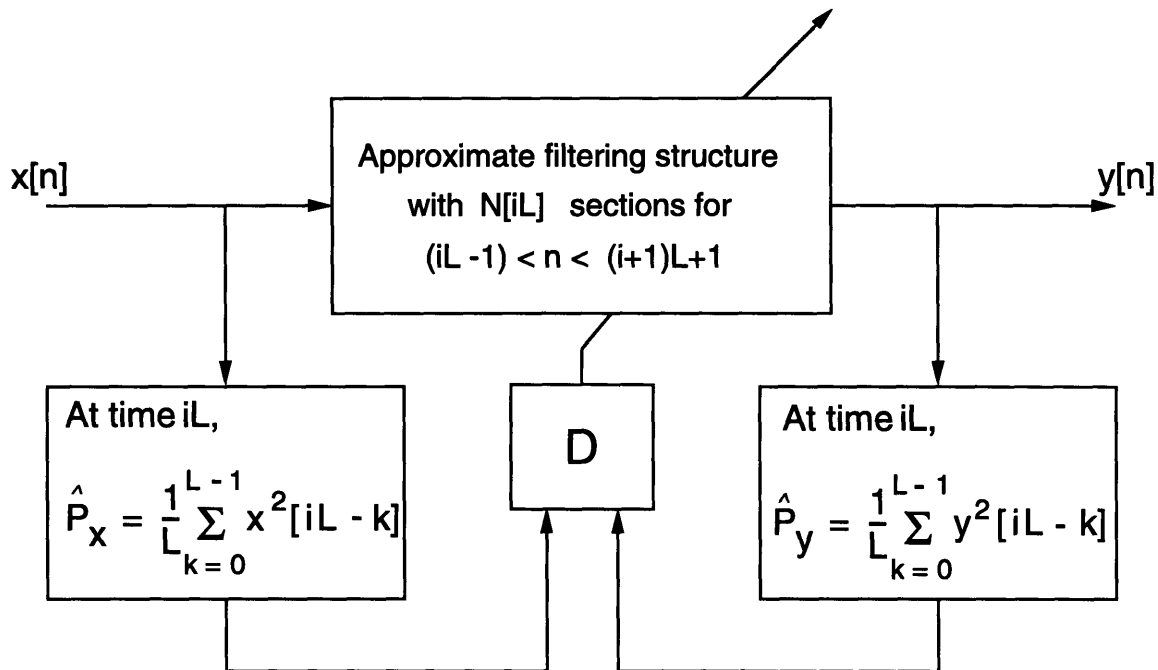 Approximate filtering structure
x[n]
y[n]
with N[iL] sections for
(iL -1) < n < (i+1)L+1
At time iL,
P̂x = 1/L Σ_{k = 0}^{L - 1} x²[iL - k]
D
At time iL,
P̂y = 1/L Σ_{k = 0}^{L - 1} y²[iL - k]